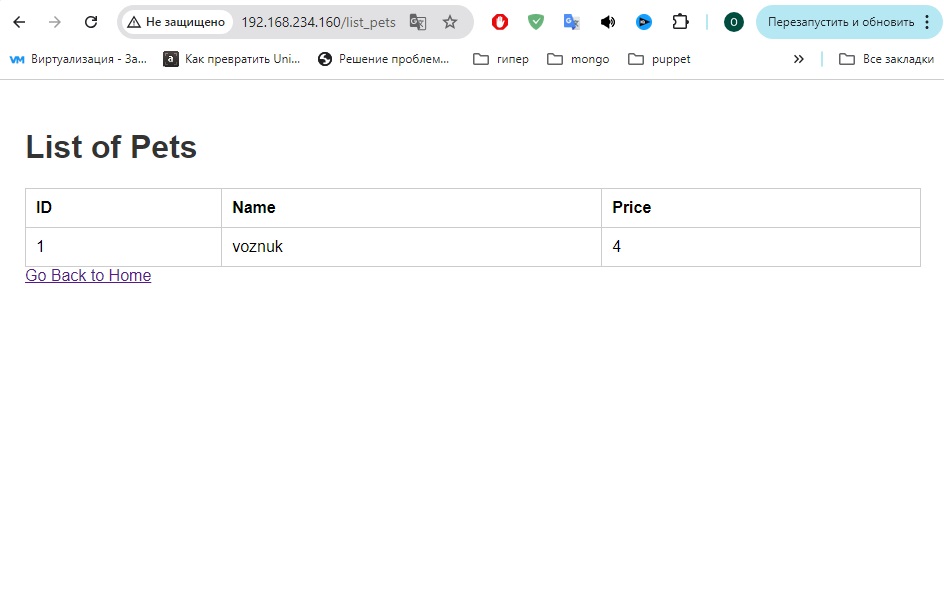 Не защищено 192.168.234.160/list_pets O Перезапустить и обновить
vm Виртуализация - За... a Как превратить Uni... Решение проблем... гипер mongo puppet » Все закладки
List of Pets
ID Name Price
1 voznuk 4
Go Back to Home